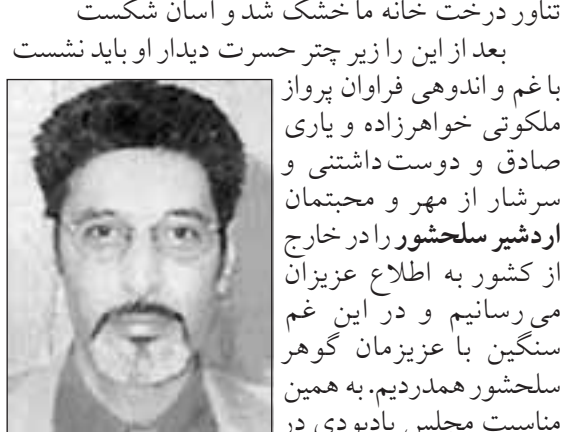 تناور درخت خانه ما خشک شد و آسان شکست
بعد از این را زیر چتر حسرت دیدار او باید نشست
با غم و اندوهی فراوان پرواز
ملکوتی خواهرزاده و یاری
صادق و دوست داشتنی و
سرشار از مهر و محبتمان
اردشیر سلحشور را در خارج
از کشور به اطلاع عزیزان
می رسانیم و در این غم
سنگین با عزیزمان گوهر
سلحشور همدردیم. به همین
مناسبت مجلس یادبودی در